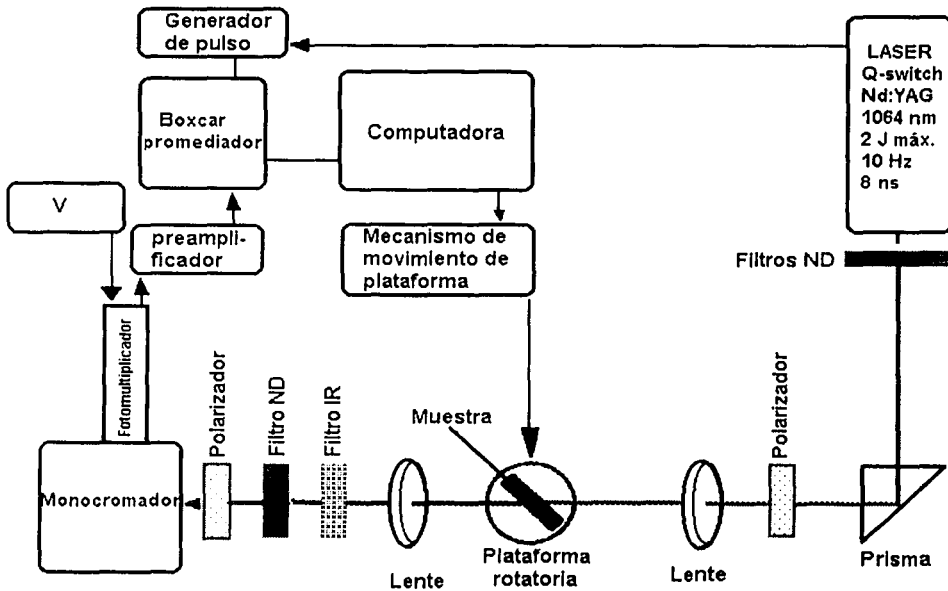 Generador
de pulso
LASER
Q-switch
Nd:YAG
1064 nm
2 J máx.
10 Hz
8 ns
Boxcar
promediador
Computadora
V
preampli-
ficador
Mecanismo de
movimiento de
plataforma
Filtros ND
Fotomultiplicador
Polarizador
Filtro ND
Filtro IR
Muestra
Polarizador
Monocromador
Lente
Plataforma
rotatoria
Lente
Prisma